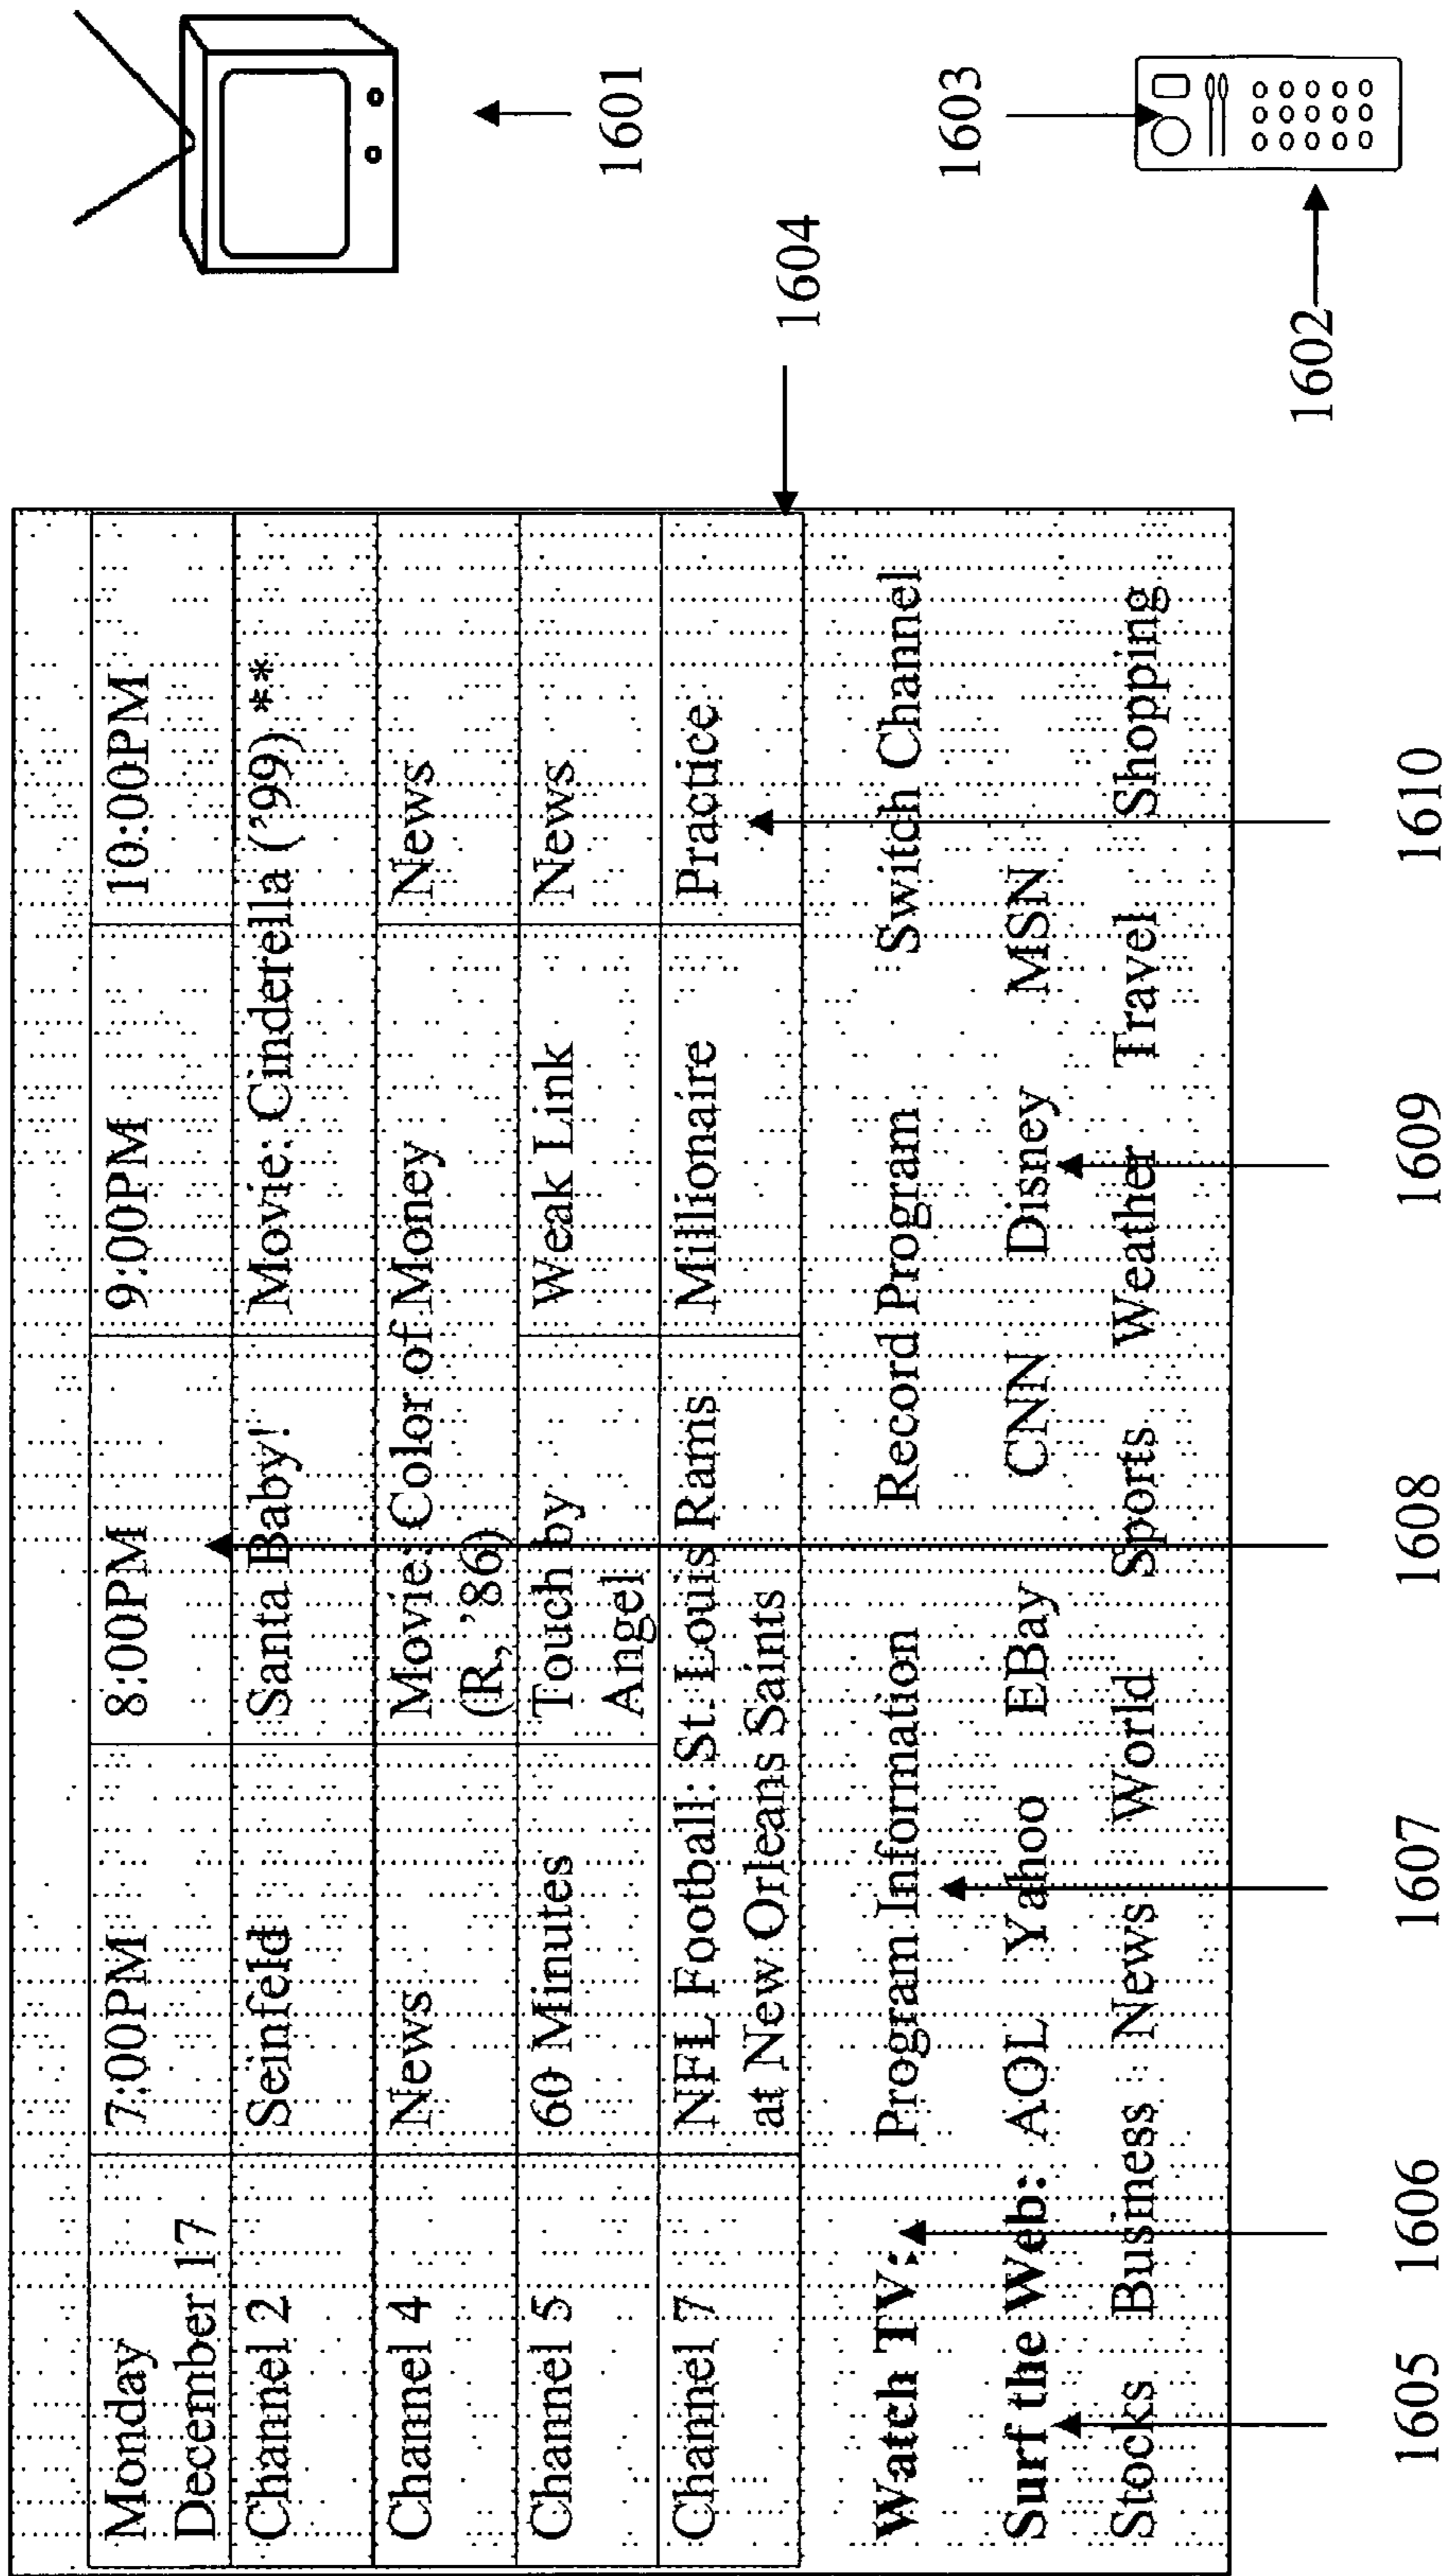 Monday December 17 7:00PM 8:00PM 9:00PM 10:00PM
Channel 2 Seinfeld Santa Baby! Movie: Cinderella ('99) **
Channel 4 News Movie: Color of Money (R, '86) News
Channel 5 60 Minutes Touch by Angel Weak Link News
Channel 7 NFL Football: St. Louis Rams at New Orleans Saints Millionaire Practice
Watch TV: Program Information Record Program Switch Channel
Surf the Web: AOL Yahoo EBay CNN Disney MSN
Stocks Business News World Sports Weather Travel Shopping
1601
1603
1604
1602
1605 1606 1607 1608 1609 1610